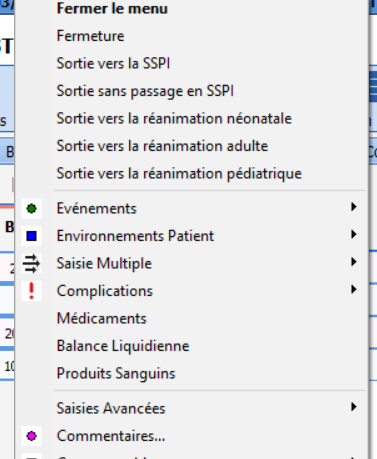 Fermer le menu
Fermeture
Sortie vers la SSPI
Sortie sans passage en SSPI
Sortie vers la réanimation néonatale
Sortie vers la réanimation adulte
Sortie vers la réanimation pédiatrique
Evénements
Environnements Patient
Saisie Multiple
Complications
Médicaments
Balance Liquidienne
Produits Sanguins
Saisies Avancées
Commentaires...